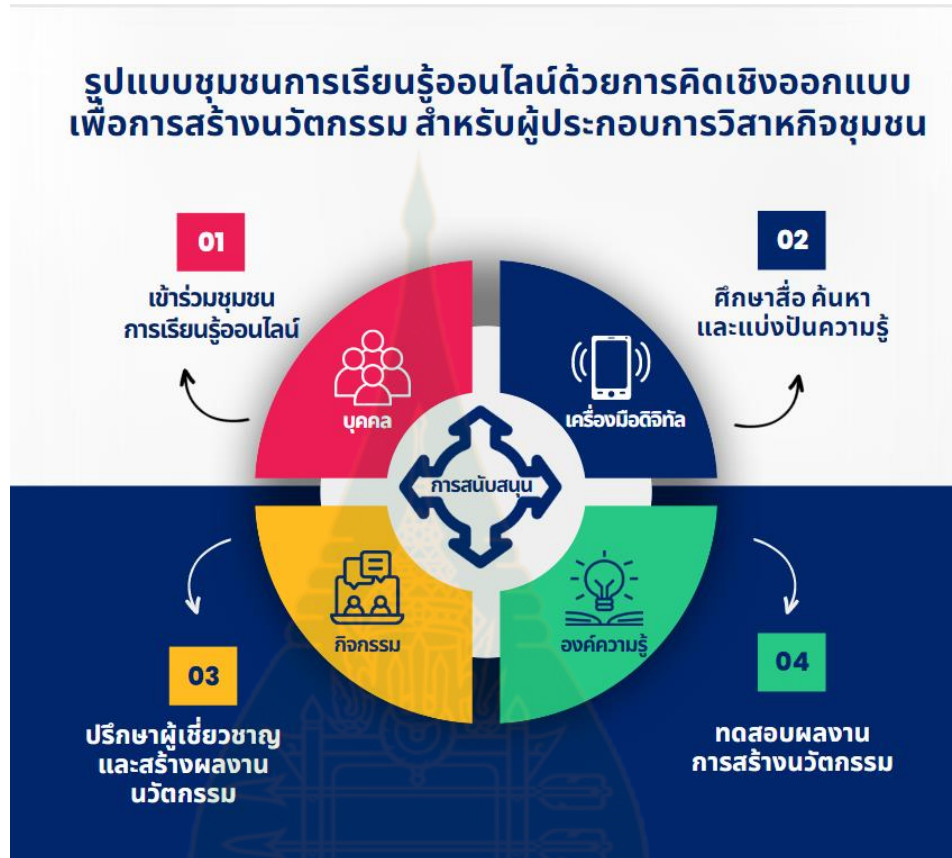 รูปแบบชุมชนการเรียนรู้ออนไลน์ด้วยการคิดเชิงออกแบบ
เพื่อการสร้างนวัตกรรม สำหรับผู้ประกอบการวิสาหกิจชุมชน
01
เข้าร่วมชุมชน
การเรียนรู้ออนไลน์
02
ศึกษาสื่อ ค้นหา
และแบ่งปันความรู้
บุคคล
เครื่องมือดิจิทัล
การสนับสนุน
กิจกรรม
องค์ความรู้
03
ปรึกษาผู้เชี่ยวชาญ
และสร้างผลงาน
นวัตกรรม
04
ทดสอบผลงาน
การสร้างนวัตกรรม